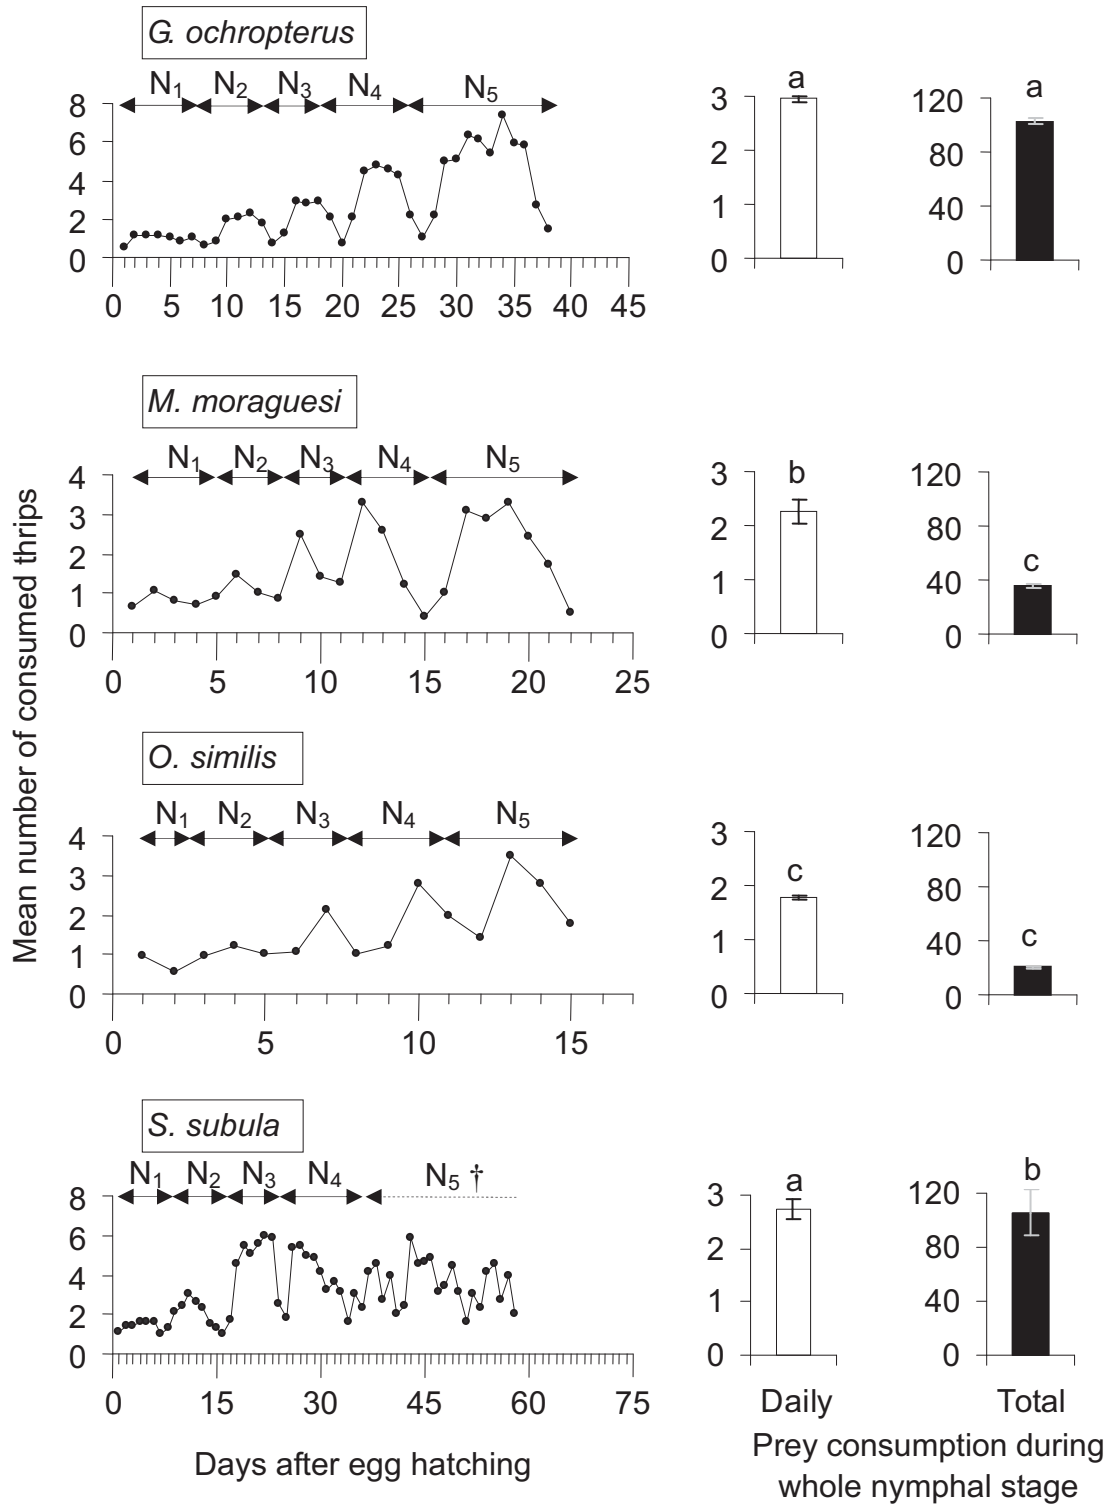 G. ochropterus
N1 N2 N3 N4 N5
8
6
4
2
0
0 5 10 15 20 25 30 35 40 45
a
3
2
1
0
a
120
80
40
0
M. moraguesi
N1 N2 N3 N4 N5
4
3
2
1
0
0 5 10 15 20 25
b
3
2
1
0
c
120
80
40
0
Mean number of consumed thrips
O. similis
N1 N2 N3 N4 N5
4
3
2
1
0
0 5 10 15
c
3
2
1
0
c
120
80
40
0
S. subula
N1 N2 N3 N4 N5 †
8
6
4
2
0
0 15 30 45 60 75
a
3
2
1
0
b
120
80
40
0
Days after egg hatching
Daily Total
Prey consumption during
whole nymphal stage